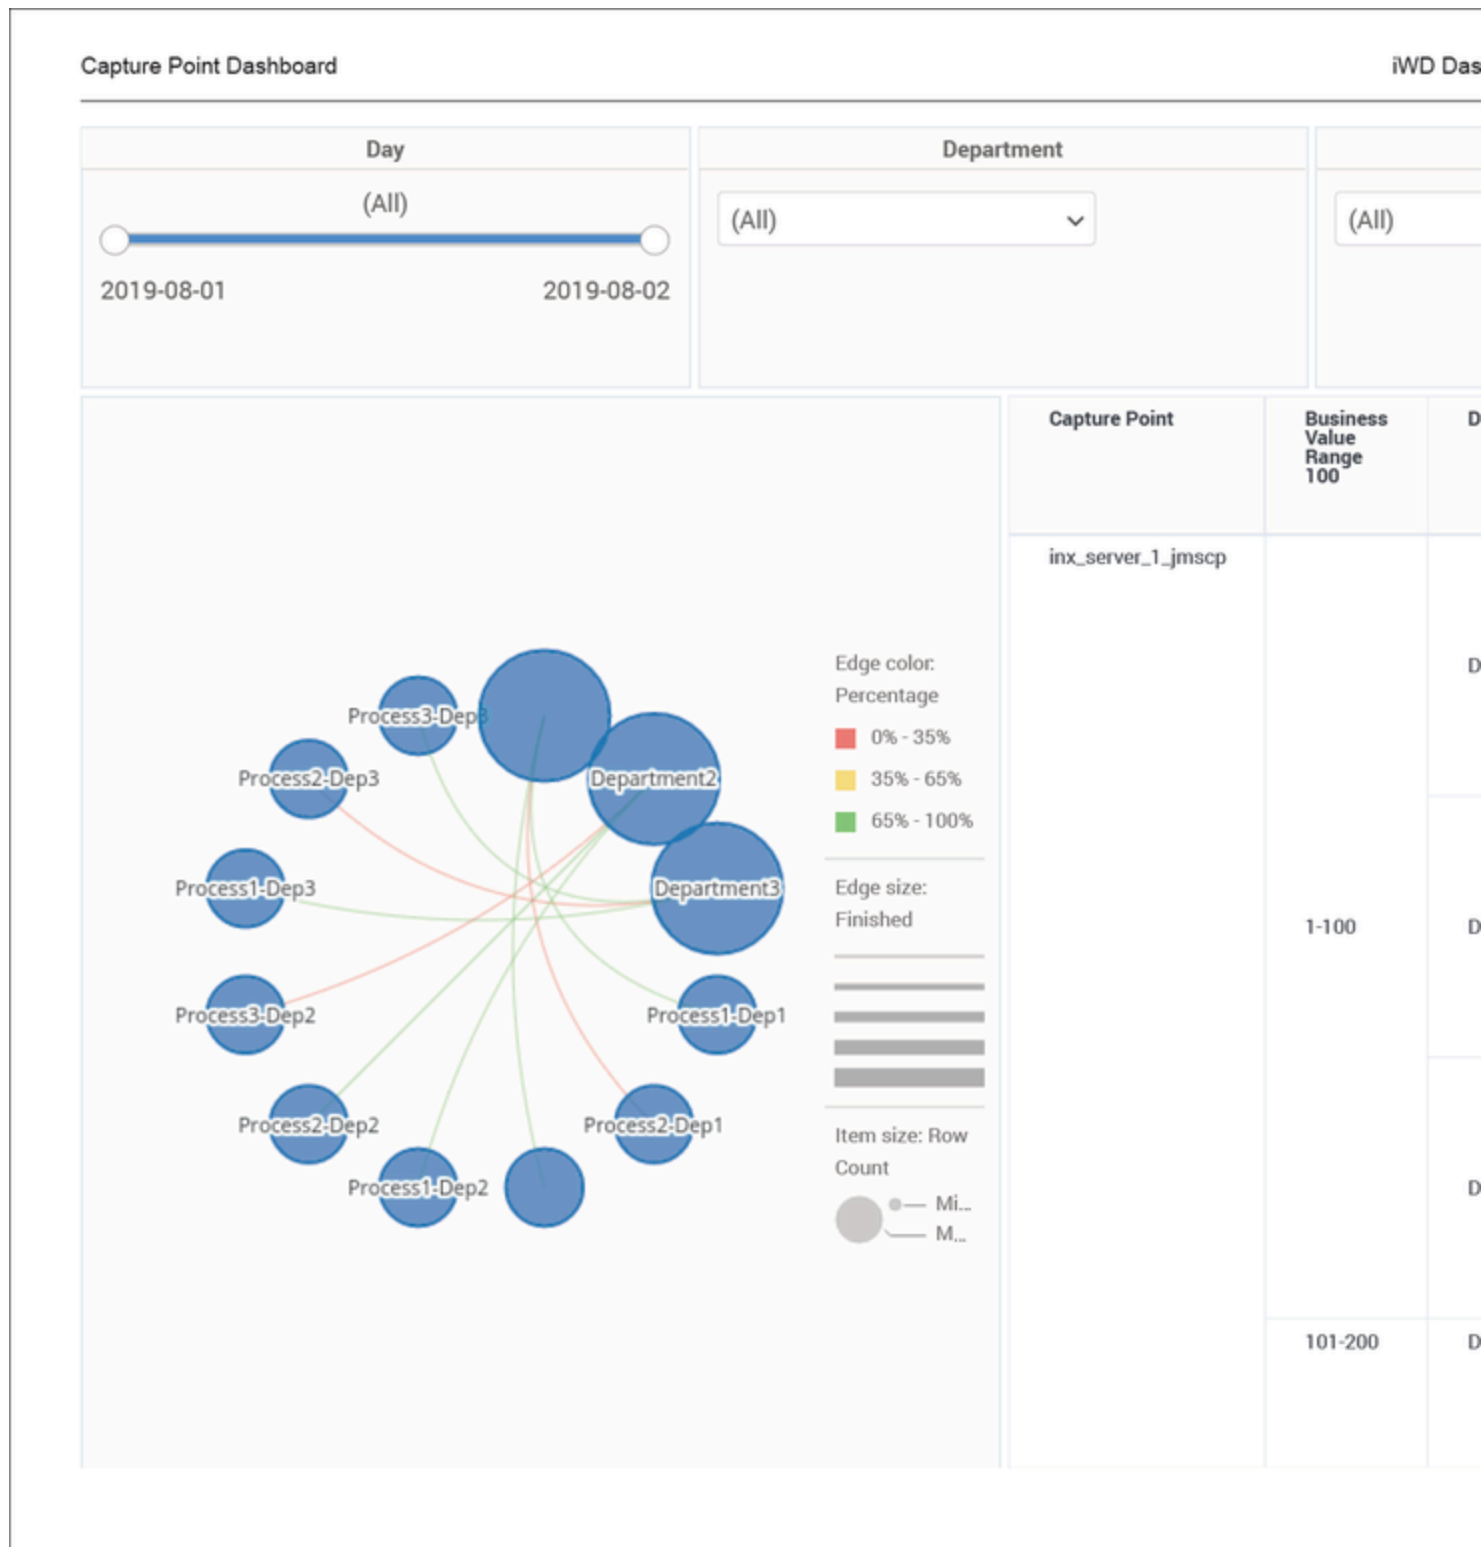 Capture Point Dashboard
iWD Das
Day
Department
(All)
(All)
(All)
2019-08-01
2019-08-02
Capture Point
Business
Value
Range
100
D
inx_server_1_jmscp
D
1-100
D
D
101-200
D
Edge color:
Percentage
0% - 35%
35% - 65%
65% - 100%
Edge size:
Finished
Item size: Row
Count
Mi...
M...
Process3-Dep3
Department2
Process2-Dep3
Process1-Dep3
Department3
Process3-Dep2
Process1-Dep1
Process2-Dep2
Process2-Dep1
Process1-Dep2